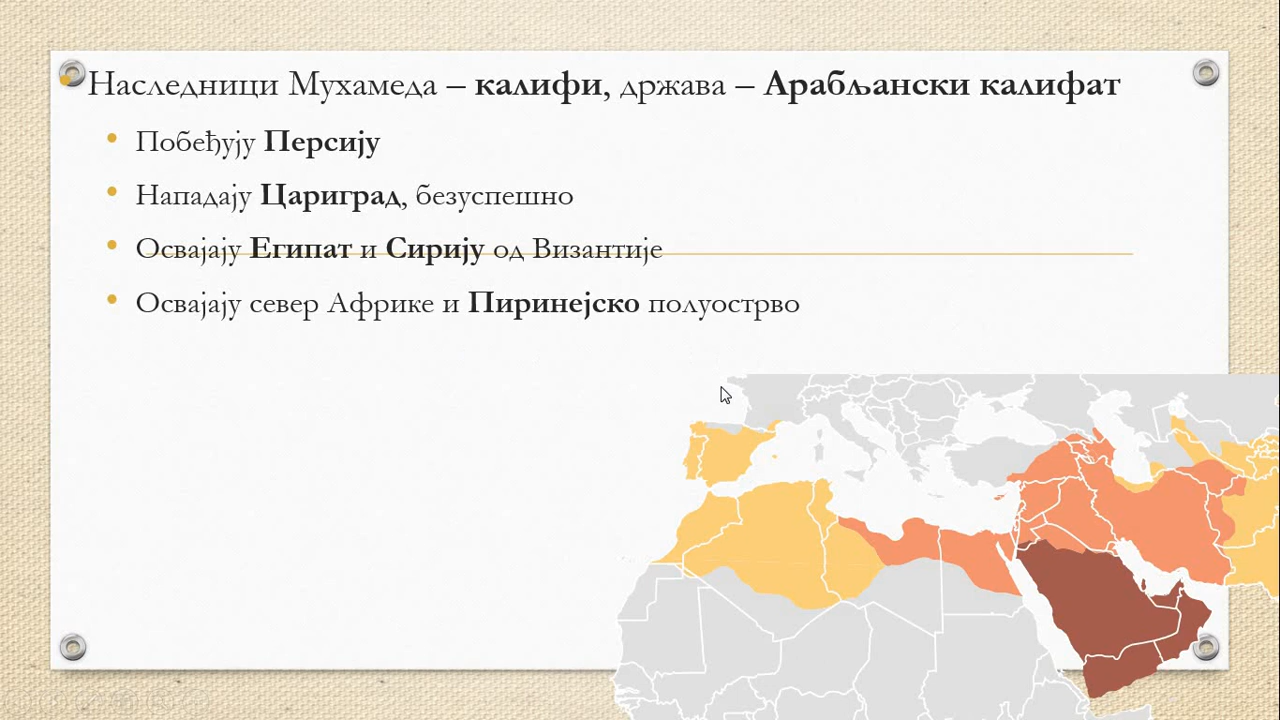 Наследници Мухамеда – калифи, држава – Арабљански калифат
Побеђују Персију
Нападају Цариград, безуспешно
Освајају Египат и Сирију од Византије
Освајају север Африке и Пиринејско полуострво